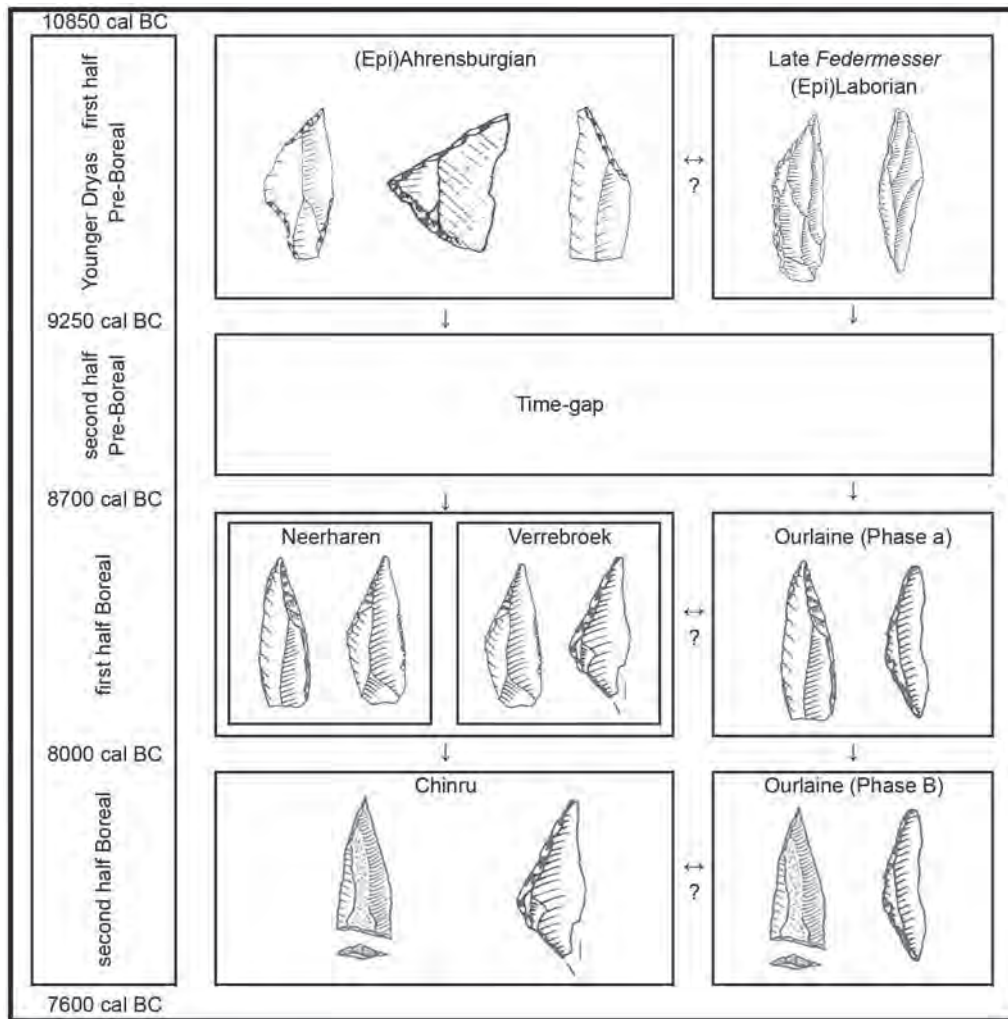 10850 cal BC
Younger Dryas first half
Pre-Boreal
(Epi)Ahrensburgian
↔
?
Late Federmesser
(Epi)Laborian
9250 cal BC
↓
↓
second half
Pre-Boreal
Time-gap
8700 cal BC
↓
↓
first half Boreal
Neerharen
Verrebroek
↔
?
Ourlaine (Phase a)
8000 cal BC
↓
↓
second half Boreal
Chinru
↔
?
Ourlaine (Phase B)
7600 cal BC